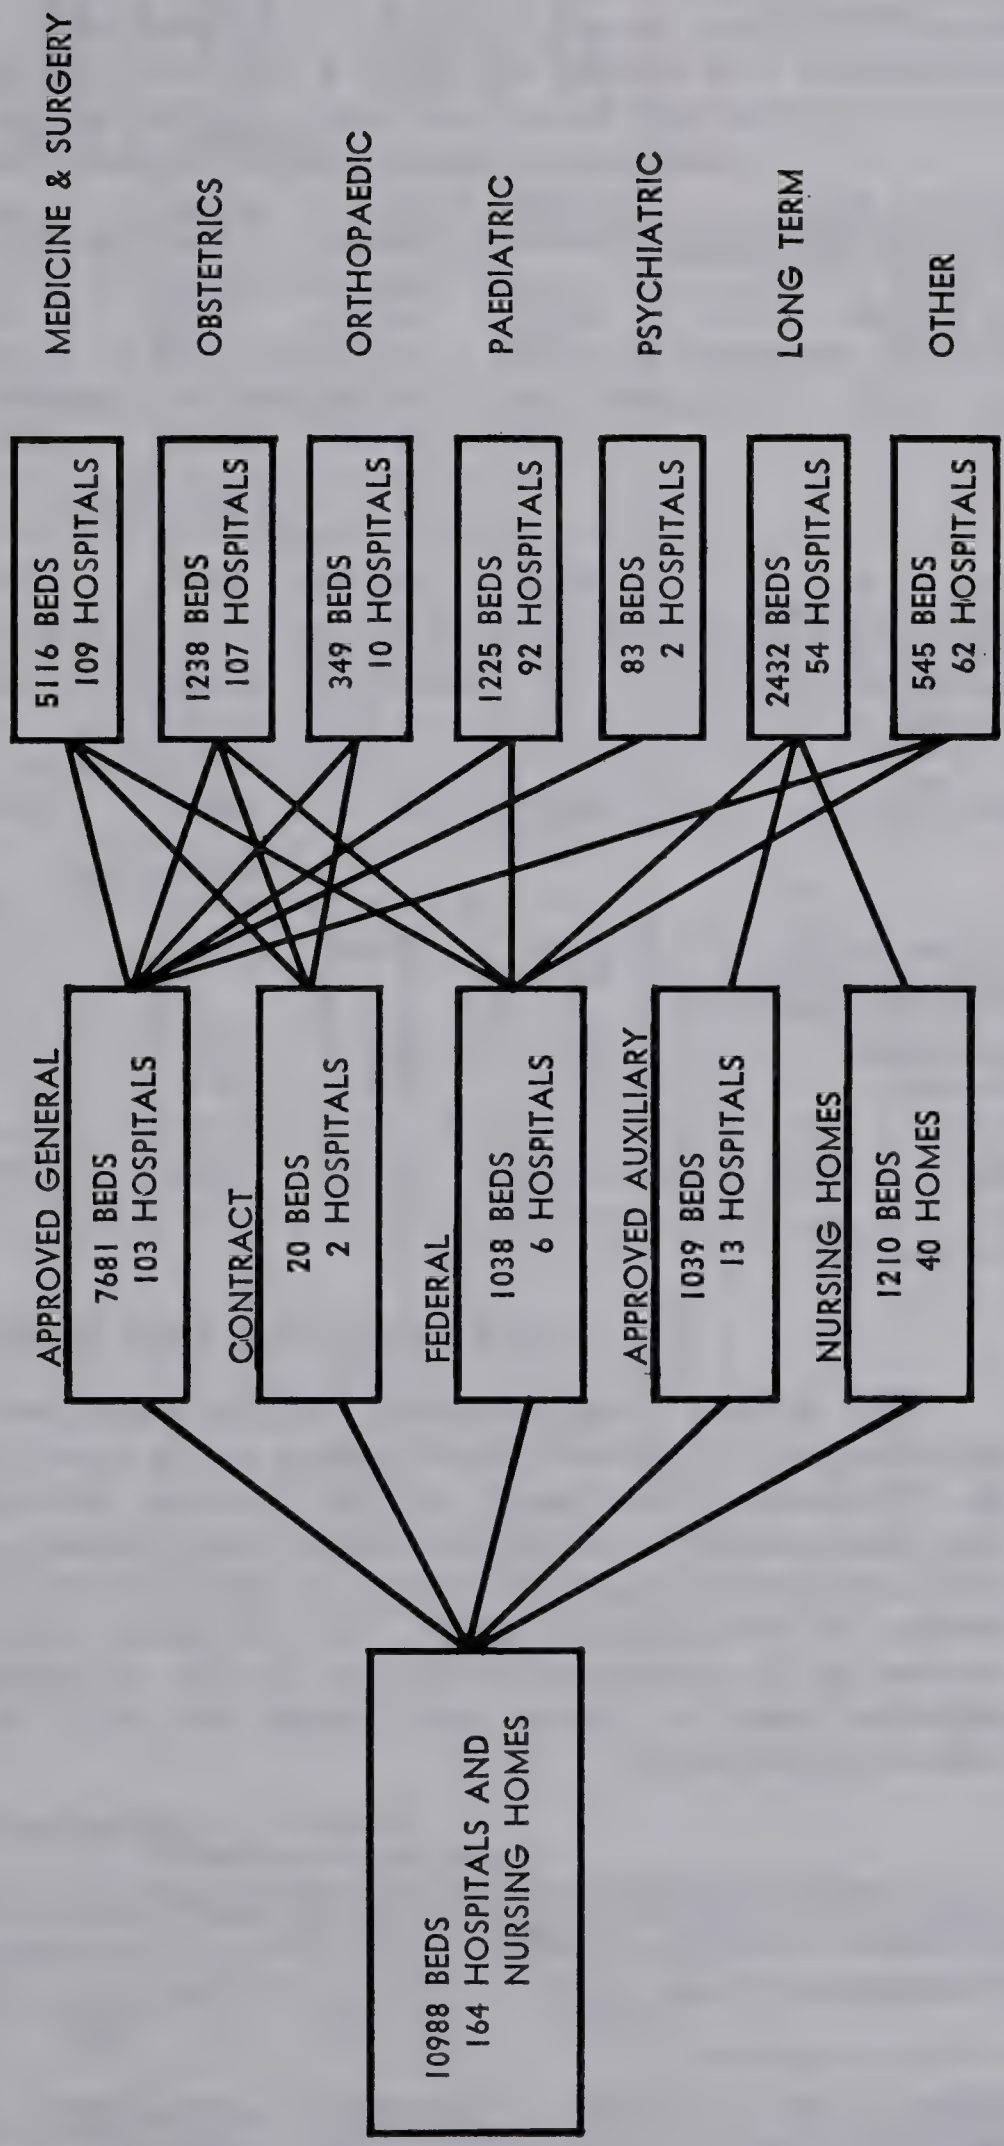 10988 BEDS
164 HOSPITALS AND
NURSING HOMES
APPROVED GENERAL
7681 BEDS
103 HOSPITALS
CONTRACT
20 BEDS
2 HOSPITALS
FEDERAL
1038 BEDS
6 HOSPITALS
APPROVED AUXILIARY
1039 BEDS
13 HOSPITALS
NURSING HOMES
1210 BEDS
40 HOMES
5116 BEDS
109 HOSPITALS
MEDICINE & SURGERY
1238 BEDS
107 HOSPITALS
OBSTETRICS
349 BEDS
10 HOSPITALS
ORTHOPAEDIC
1225 BEDS
92 HOSPITALS
PAEDIATRIC
83 BEDS
2 HOSPITALS
PSYCHIATRIC
2432 BEDS
54 HOSPITALS
LONG TERM
545 BEDS
62 HOSPITALS
OTHER